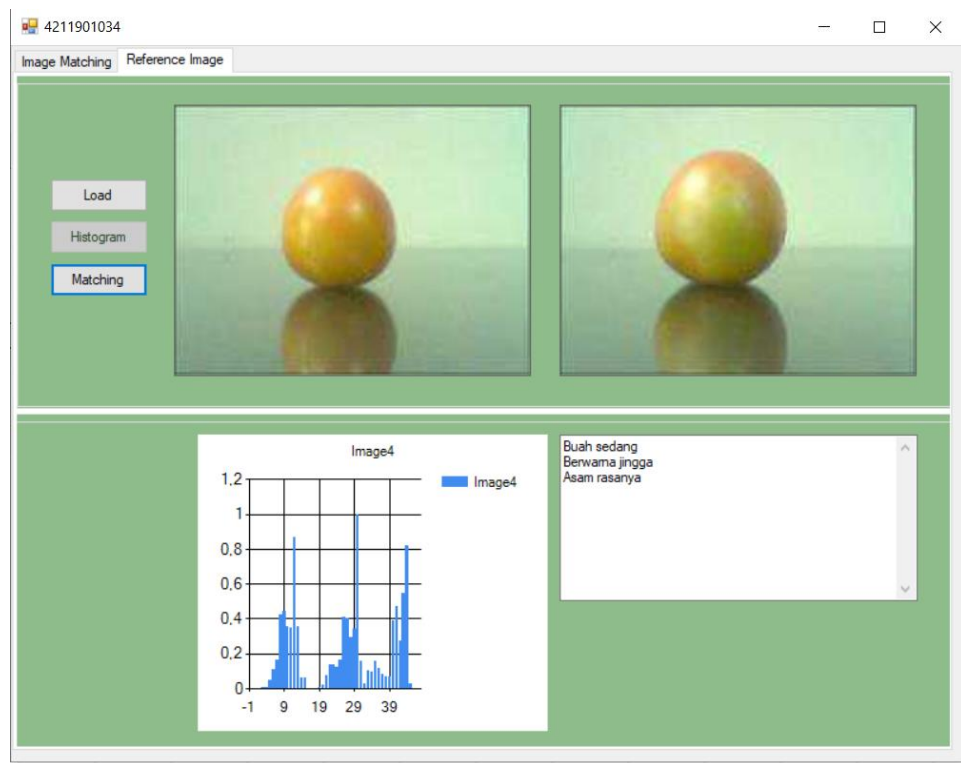 4211901034
Image Matching Reference Image
Load
Histogram
Matching
Image4
Image4
1,2
1
0,8
0,6
0,4
0,2
0
-1 9 19 29 39
Buah sedang
Berwarna jingga
Asam rasanya